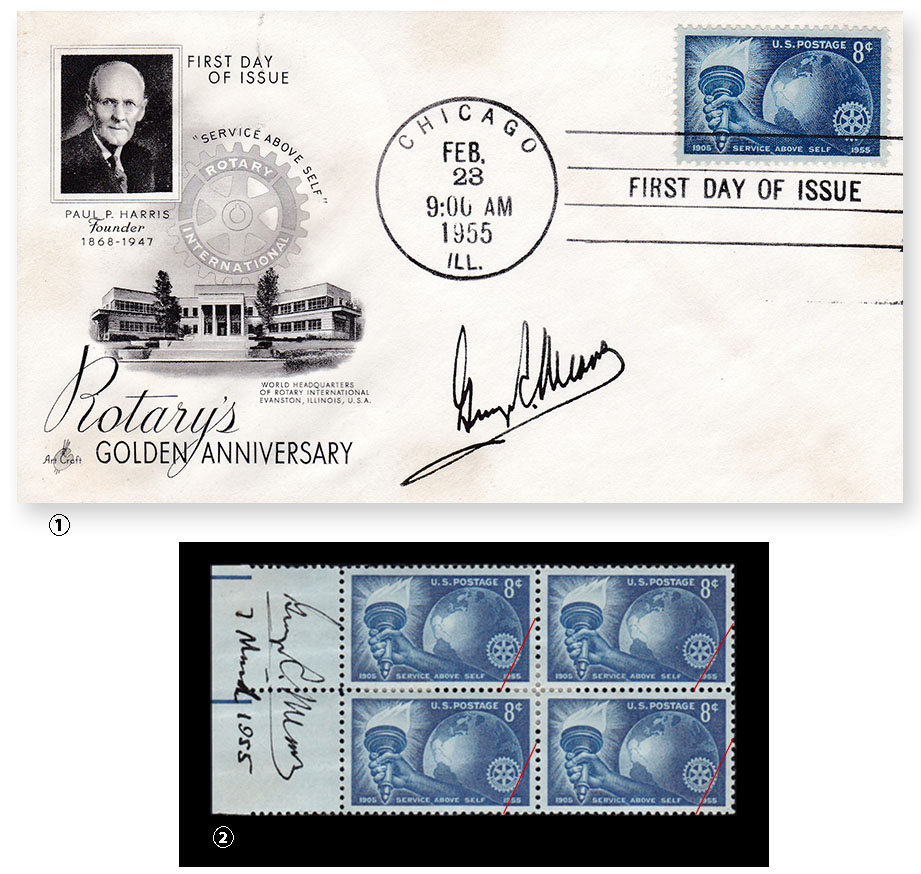 FIRST DAY
OF ISSUE
"SERVICE ABOVE SELF"
ROTARY
INTERNATIONAL
PAUL P. HARRIS
Founder
1868-1947
WORLD HEADQUARTERS
OF ROTARY INTERNATIONAL
EVANSTON, ILLINOIS, U.S.A.
Rotary's
GOLDEN ANNIVERSARY
Art Craft
CHICAGO
FEB.
23
9:00 AM
1955
ILL.
U.S. POSTAGE 8¢
1905 SERVICE ABOVE SELF 1955
FIRST DAY OF ISSUE
George R. Means
1
George R. Means
7 March 1955
U.S. POSTAGE 8¢
1905 SERVICE ABOVE SELF 1955
U.S. POSTAGE 8¢
1905 SERVICE ABOVE SELF 1955
U.S. POSTAGE 8¢
1905 SERVICE ABOVE SELF 1955
U.S. POSTAGE 8¢
1905 SERVICE ABOVE SELF 1955
2